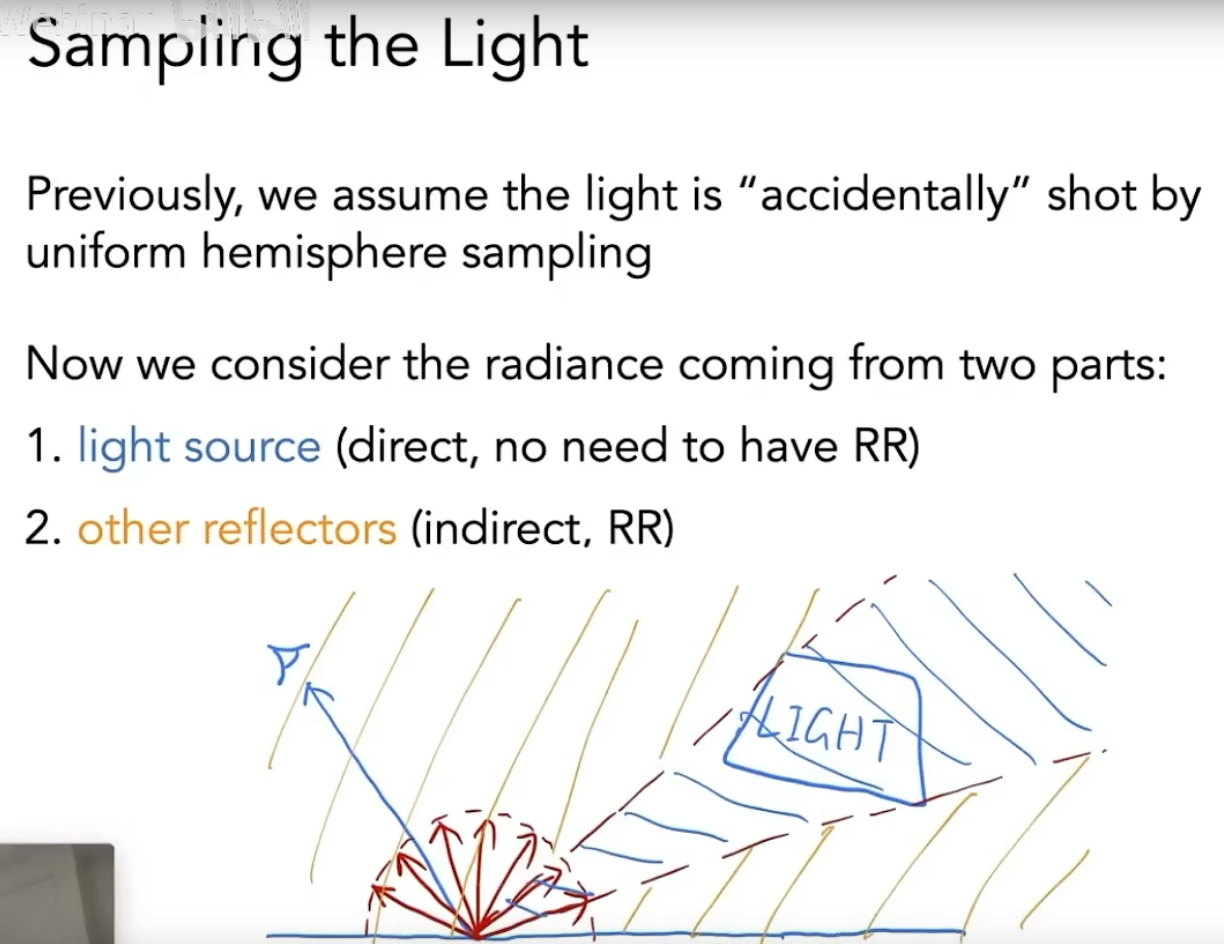 Webinar
Sampling the Light
Previously, we assume the light is “accidentally” shot by
uniform hemisphere sampling
Now we consider the radiance coming from two parts:
1. light source (direct, no need to have RR)
2. other reflectors (indirect, RR)
LIGHT